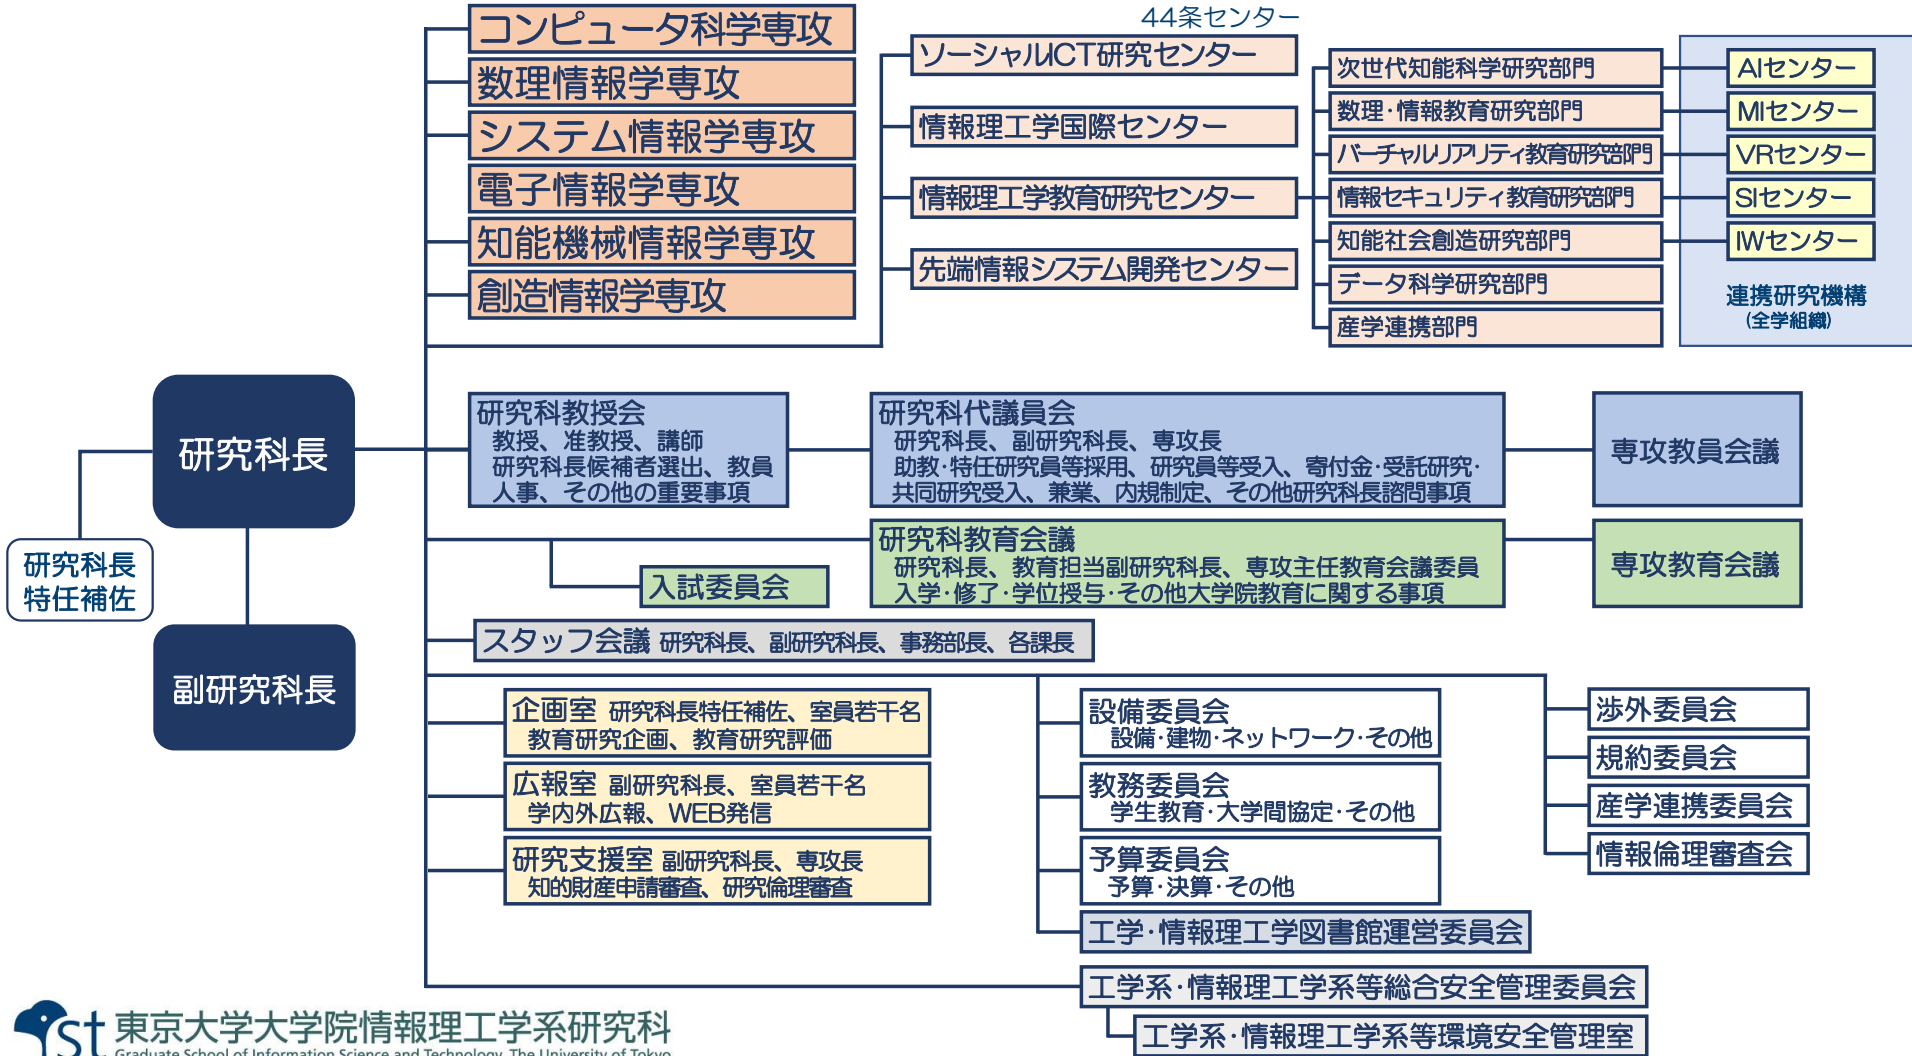 コンピュータ科学専攻
数理情報学専攻
システム情報学専攻
電子情報学専攻
知能機械情報学専攻
創造情報学専攻
44条センター
ソーシャルICT研究センター
情報理工学国際センター
情報理工学教育研究センター
先端情報システム開発センター
次世代知能科学研究部門
数理・情報教育研究部門
バーチャルリアリティ教育研究部門
情報セキュリティ教育研究部門
知能社会創造研究部門
データ科学研究部門
産学連携部門
AIセンター
MIセンター
VRセンター
SIセンター
IWセンター
連携研究機構
(全学組織)
研究科長
研究科長
特任補佐
副研究科長
研究科教授会
教授、准教授、講師
研究科長候補者選出、教員
人事、その他の重要事項
研究科代議員会
研究科長、副研究科長、専攻長
助教・特任研究員等採用、研究員等受入、寄付金・受託研究・
共同研究受入、兼業、内規制定、その他研究科長諮問事項
専攻教員会議
研究科教育会議
研究科長、教育担当副研究科長、専攻主任教育会議委員
入学・修了・学位授与・その他大学院教育に関する事項
入試委員会
専攻教育会議
スタッフ会議 研究科長、副研究科長、事務部長、各課長
企画室 研究科長特任補佐、室員若干名
教育研究企画、教育研究評価
広報室 副研究科長、室員若干名
学内外広報、WEB発信
研究支援室 副研究科長、専攻長
知的財産申請審査、研究倫理審査
設備委員会
設備・建物・ネットワーク・その他
教務委員会
学生教育・大学間協定・その他
予算委員会
予算・決算・その他
工学・情報理工学図書館運営委員会
渉外委員会
規約委員会
産学連携委員会
情報倫理審査会
工学系・情報理工学系等総合安全管理委員会
工学系・情報理工学系等環境安全管理室
ist 東京大学大学院情報理工学系研究科
Graduate School of Information Science and Technology, The University of Tokyo